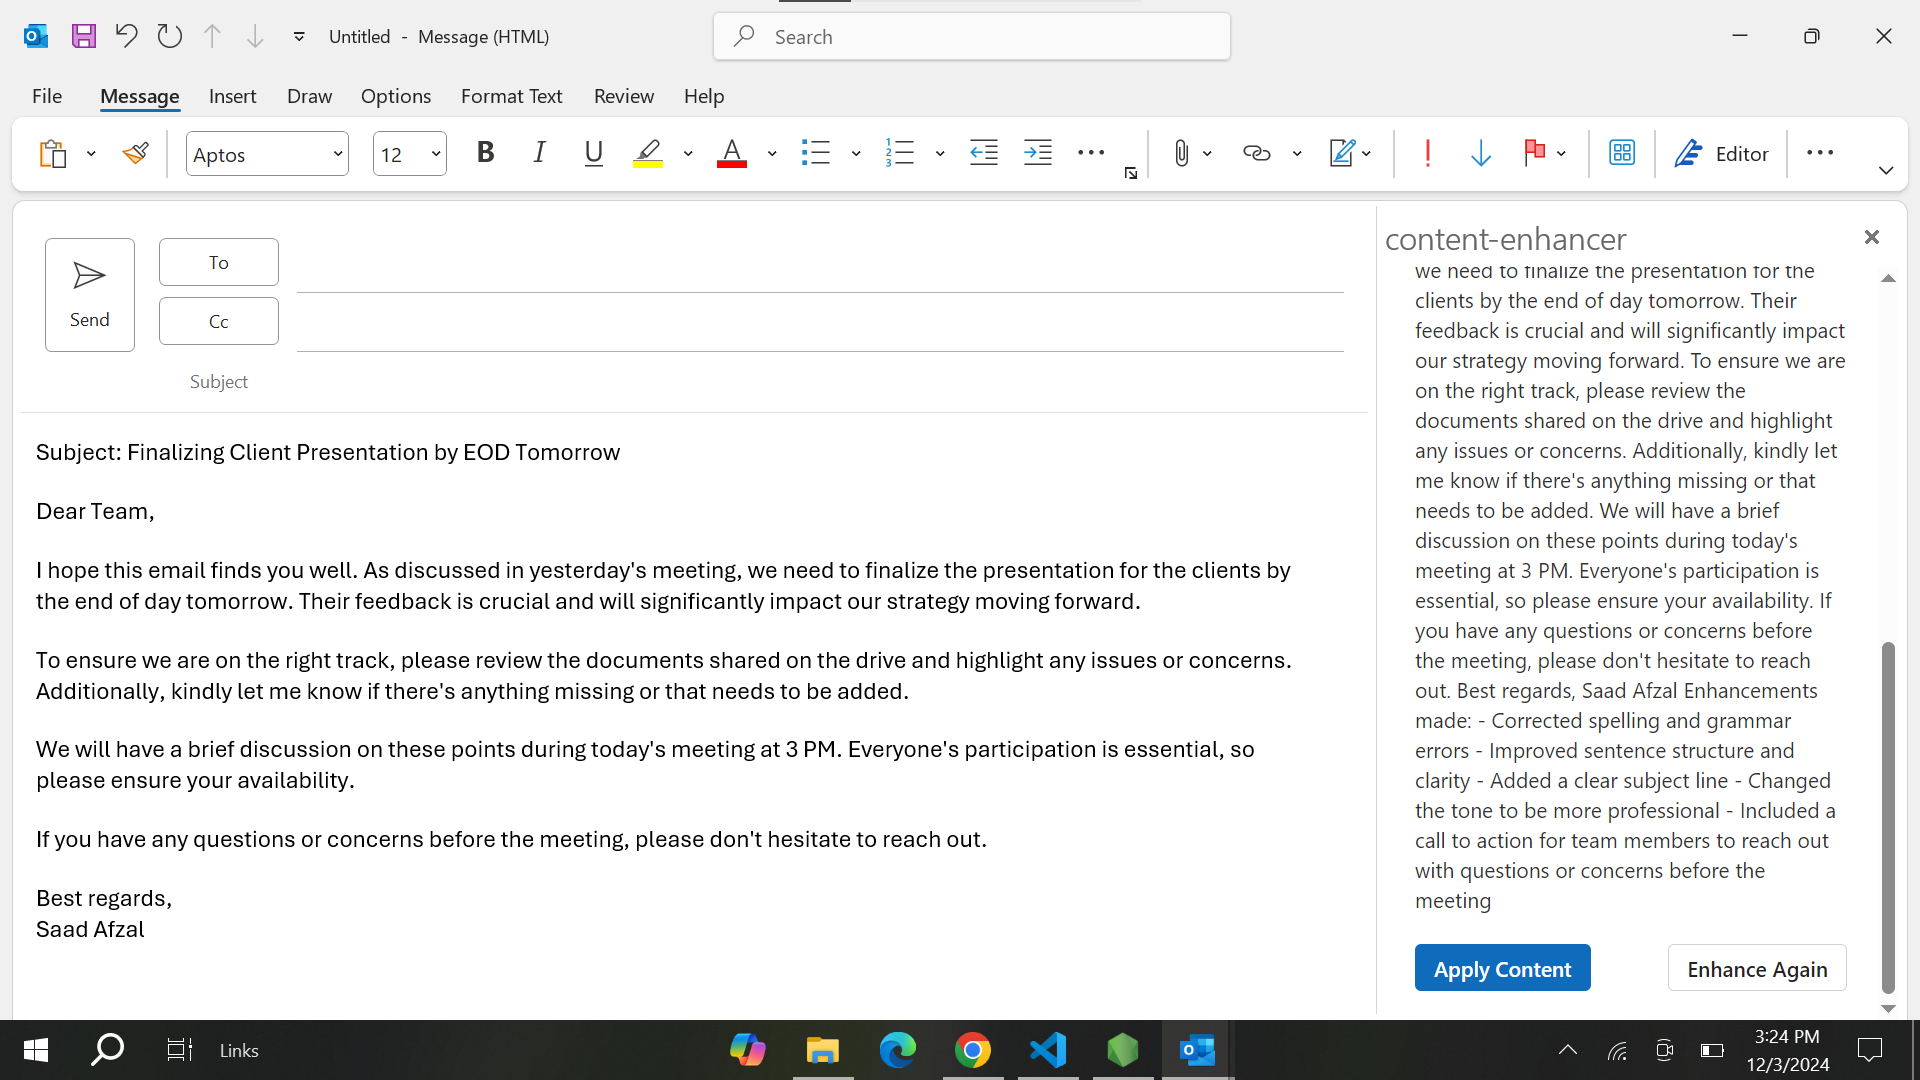 Untitled - Message (HTML)
Search
File Message Insert Draw Options Format Text Review Help
Aptos 12 B I U A Editor
Send
To
Cc
Subject
Subject: Finalizing Client Presentation by EOD Tomorrow
Dear Team,
I hope this email finds you well. As discussed in yesterday's meeting, we need to finalize the presentation for the clients by
the end of day tomorrow. Their feedback is crucial and will significantly impact our strategy moving forward.
To ensure we are on the right track, please review the documents shared on the drive and highlight any issues or concerns.
Additionally, kindly let me know if there's anything missing or that needs to be added.
We will have a brief discussion on these points during today's meeting at 3 PM. Everyone's participation is essential, so
please ensure your availability.
If you have any questions or concerns before the meeting, please don't hesitate to reach out.
Best regards,
Saad Afzal
content-enhancer
we need to finalize the presentation for the
clients by the end of day tomorrow. Their
feedback is crucial and will significantly impact
our strategy moving forward. To ensure we are
on the right track, please review the
documents shared on the drive and highlight
any issues or concerns. Additionally, kindly let
me know if there's anything missing or that
needs to be added. We will have a brief
discussion on these points during today's
meeting at 3 PM. Everyone's participation is
essential, so please ensure your availability. If
you have any questions or concerns before
the meeting, please don't hesitate to reach
out. Best regards, Saad Afzal Enhancements
made: - Corrected spelling and grammar
errors - Improved sentence structure and
clarity - Added a clear subject line - Changed
the tone to be more professional - Included a
call to action for team members to reach out
with questions or concerns before the
meeting
Apply Content
Enhance Again
Links
3:24 PM
12/3/2024